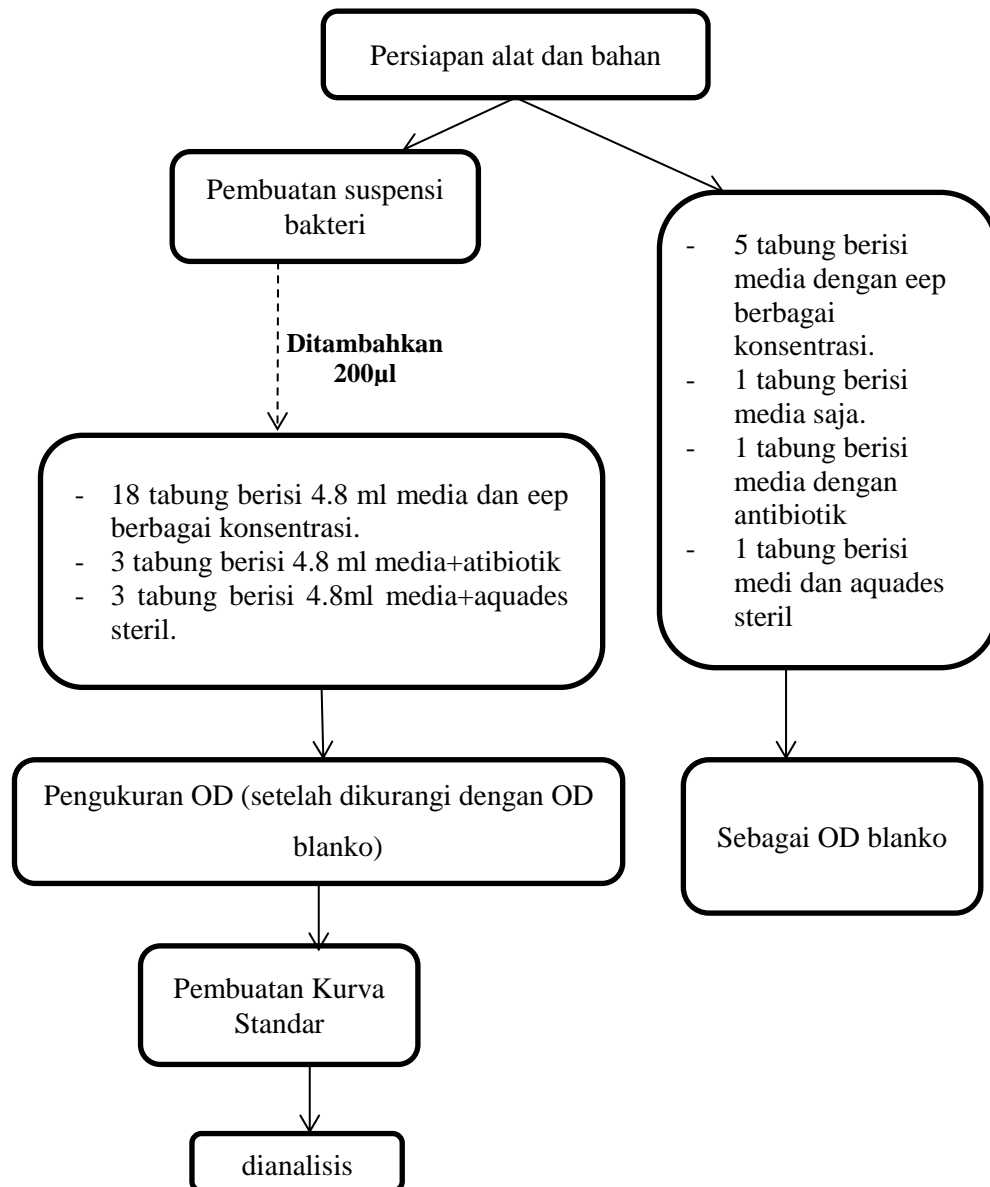 Persiapan alat dan bahan
Pembuatan suspensi
bakteri
Ditambahkan
200µl
- 5 tabung berisi
media dengan eep
berbagai
konsentrasi.
- 1 tabung berisi
media saja.
- 1 tabung berisi
media dengan
antibiotik
- 1 tabung berisi
medi dan aquades
steril
- 18 tabung berisi 4.8 ml media dan eep
berbagai konsentrasi.
- 3 tabung berisi 4.8 ml media+atibiotik
- 3 tabung berisi 4.8ml media+aquades
steril.
Pengukuran OD (setelah dikurangi dengan OD
blanko)
Sebagai OD blanko
Pembuatan Kurva
Standar
dianalisis